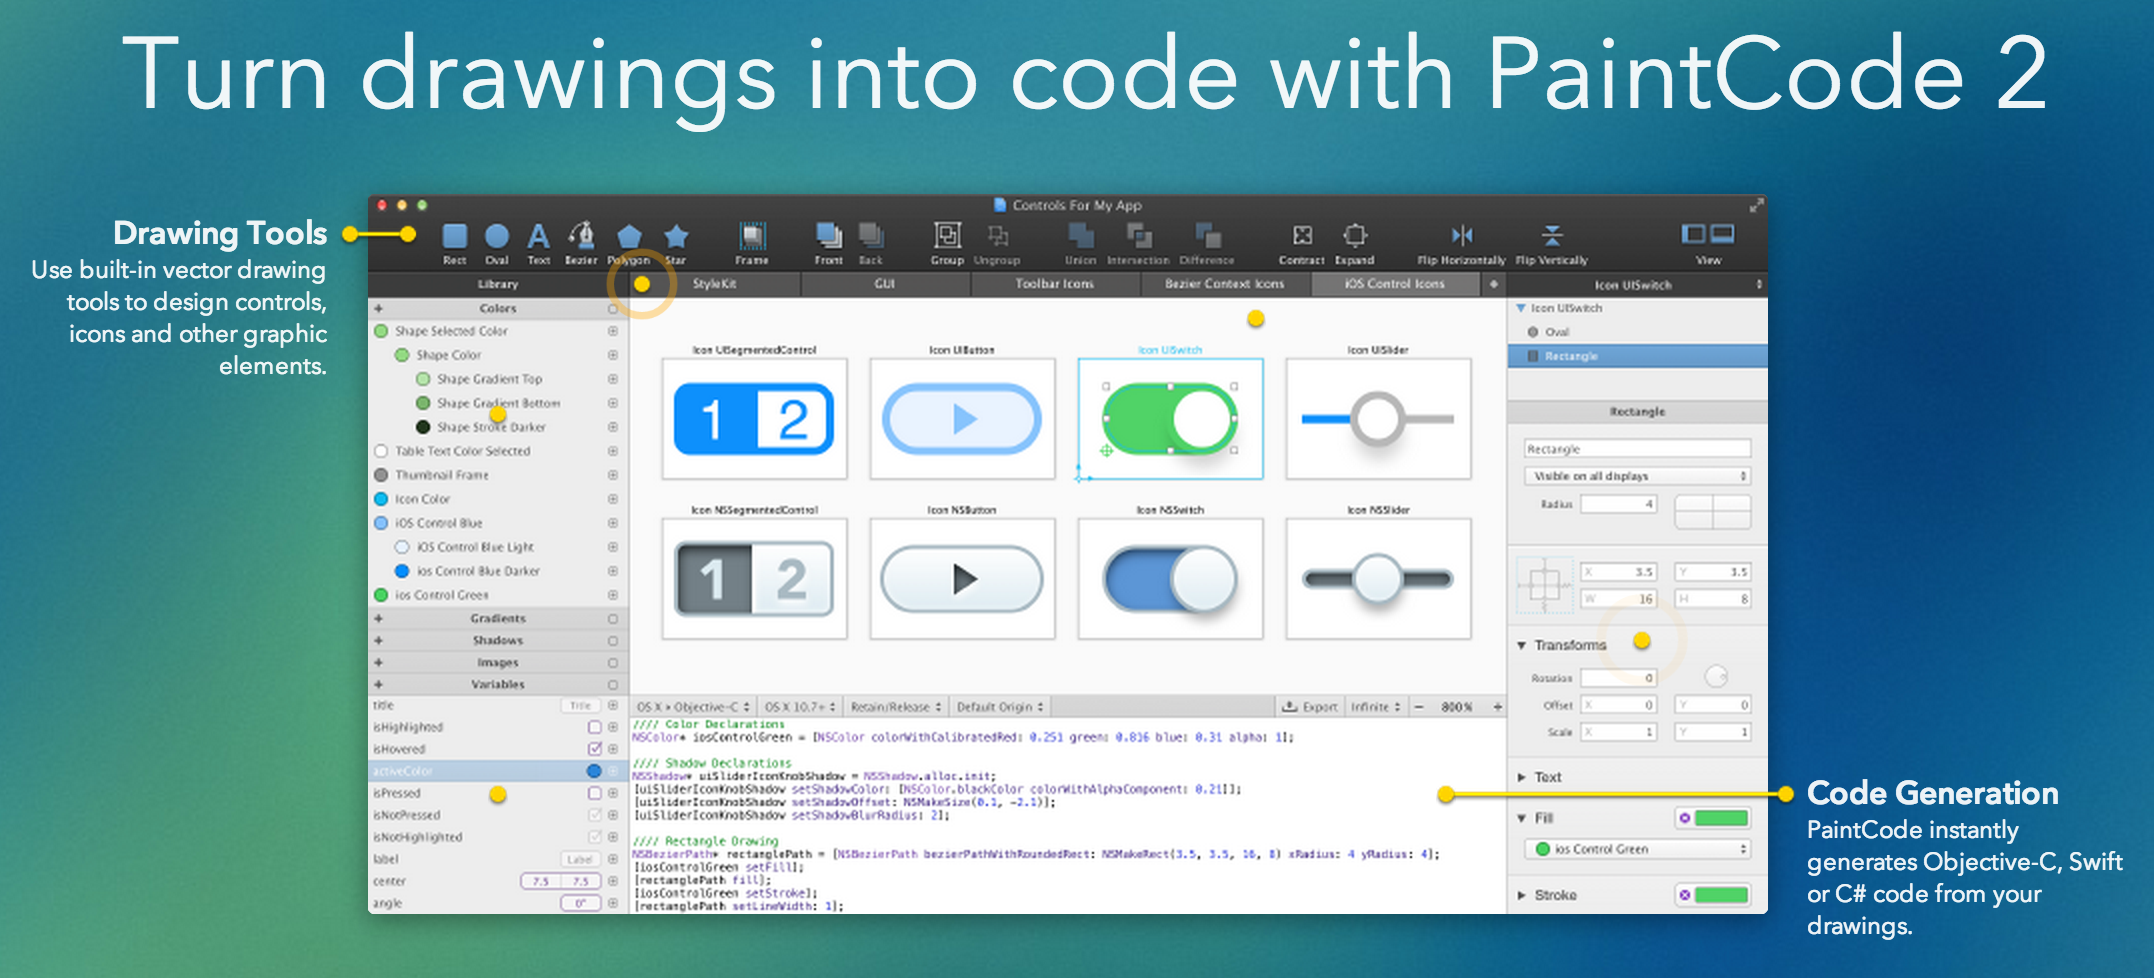 Turn drawings into code with PaintCode 2
Drawing Tools
Use built-in vector drawing
tools to design controls,
icons and other graphic
elements.
Controls For My App
Rect Oval Text Bezier Polygon Star Frame Front Back Group Ungroup Union Intersection Difference Contract Expand Flip Horizontally Flip Vertically View
Library StyleKit GUI Toolbar Icons Bezier Context Icons iOS Control Icons + Icon UISwitch
+ Colors
Shape Selected Color
Shape Color
Shape Gradient Top
Shape Gradient Bottom
Shape Stroke Darker
Table Text Color Selected
Thumbnail Frame
Icon Color
iOS Control Blue
iOS Control Blue Light
ios Control Blue Darker
ios Control Green
+ Gradients
+ Shadows
+ Images
+ Variables
title Title
isHighlighted
isHovered
activeColor
isPressed
isNotPressed
isNotHighlighted
label Label
center 7.5 7.5
angle 0°
Icon UISegmentedControl Icon UIButton Icon UISwitch Icon UISlider
1 2
Icon NSSegmentedControl Icon NSButton Icon NSSwitch Icon NSSlider
1 2
OS X › Objective-C OS X 10.7+ Retain/Release Default Origin Export Infinite − 800% +
//// Color Declarations
NSColor* iosControlGreen = [NSColor colorWithCalibratedRed: 0.251 green: 0.816 blue: 0.31 alpha: 1];
//// Shadow Declarations
NSShadow* uiSliderIconKnobShadow = NSShadow.alloc.init;
[uiSliderIconKnobShadow setShadowColor: [NSColor.blackColor colorWithAlphaComponent: 0.21]];
[uiSliderIconKnobShadow setShadowOffset: NSMakeSize(0.1, -2.1)];
[uiSliderIconKnobShadow setShadowBlurRadius: 2];
//// Rectangle Drawing
NSBezierPath* rectanglePath = [NSBezierPath bezierPathWithRoundedRect: NSMakeRect(3.5, 3.5, 16, 8) xRadius: 4 yRadius: 4];
[iosControlGreen setFill];
[rectanglePath fill];
[iosControlGreen setStroke];
[rectanglePath setLineWidth: 1];
Icon UISwitch
Oval
Rectangle
Rectangle
Rectangle
Visible on all displays
Radius 4
X 3.5 Y 3.5
W 16 H 8
Transforms
Rotation 0
Offset X 0 Y 0
Scale X 1 Y 1
Text
Fill
ios Control Green
Stroke
Code Generation
PaintCode instantly
generates Objective-C, Swift
or C# code from your
drawings.